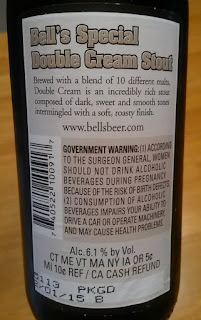 Bell's Special
Double Cream Stout
Brewed with a blend of 10 different malts,
Double Cream is an incredibly rich stout
composed of dark, sweet and smooth tones
intermingled with a soft, roasty finish.
www.bellsbeer.com
GOVERNMENT WARNING: (1) ACCORDING
TO THE SURGEON GENERAL, WOMEN
SHOULD NOT DRINK ALCOHOLIC
BEVERAGES DURING PREGNANCY
BECAUSE OF THE RISK OF BIRTH DEFECTS.
(2) CONSUMPTION OF ALCOHOLIC
BEVERAGES IMPAIRS YOUR ABILITY TO
DRIVE A CAR OR OPERATE MACHINERY,
AND MAY CAUSE HEALTH PROBLEMS.
Alc. 6.1 % by Vol.
CT ME VT MA NY IA OR 5¢
Mi 10¢ REF / CA CASH REFUND
PKGD
/01/15 B